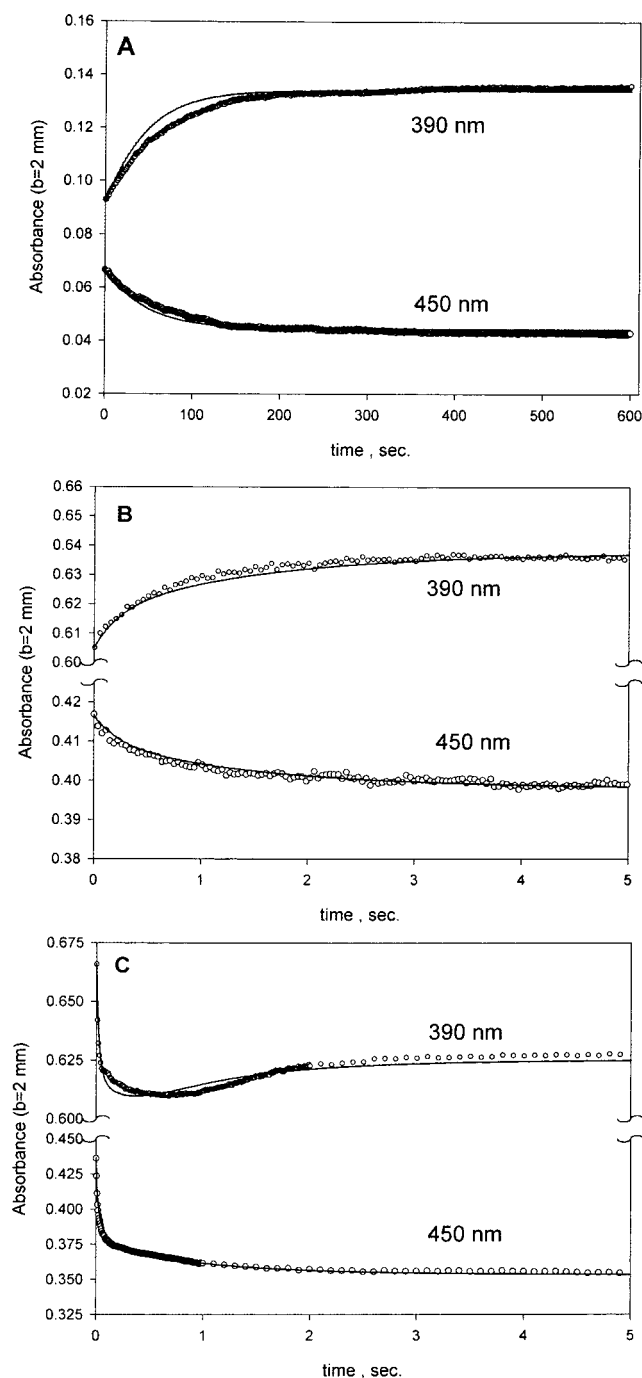 A
0.16
0.14
0.12
0.10
0.08
0.06
0.04
0.02
Absorbance (b=2 mm)
390 nm
450 nm
0 100 200 300 400 500 600
time , sec.
B
0.66
0.65
0.64
0.63
0.62
0.61
0.60
0.42
0.41
0.40
0.39
0.38
Absorbance (b=2 mm)
390 nm
450 nm
0 1 2 3 4 5
time , sec.
C
0.675
0.650
0.625
0.600
0.450
0.425
0.400
0.375
0.350
0.325
Absorbance (b=2 mm)
390 nm
450 nm
0 1 2 3 4 5
time , sec.